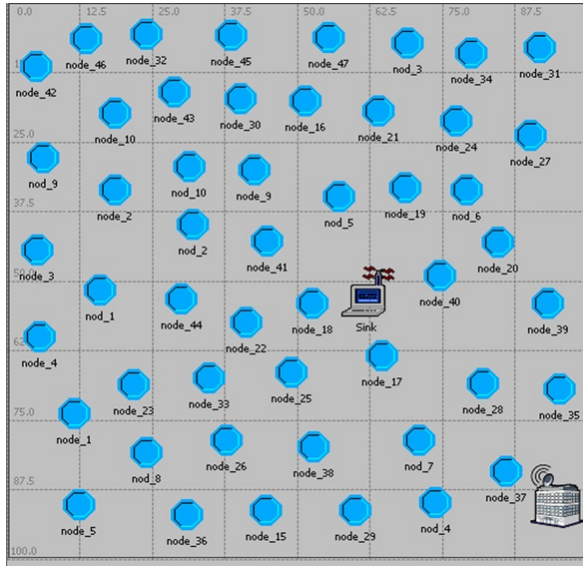 0.0 12.5 25.0 37.5 50.0 62.5 75.0 87.5
node_46 node_32 node_45 node_47 nod_3 node_34 node_31
node_42
node_10 node_43 node_30 node_16 node_21 node_24 node_27
25.0
nod_9 nod_10 node_9
node_2 nod_5 node_19 nod_6
37.5
node_3 nod_2 node_41 node_20
nod_1 node_44 node_22 node_18 Sink node_40 node_39
node_4
node_23 node_33 node_25 node_17 node_28 node_35
75.0
node_1 nod_8 node_26 node_38 nod_7 node_37
87.5
node_5 node_36 node_15 node_29 nod_4
100.0